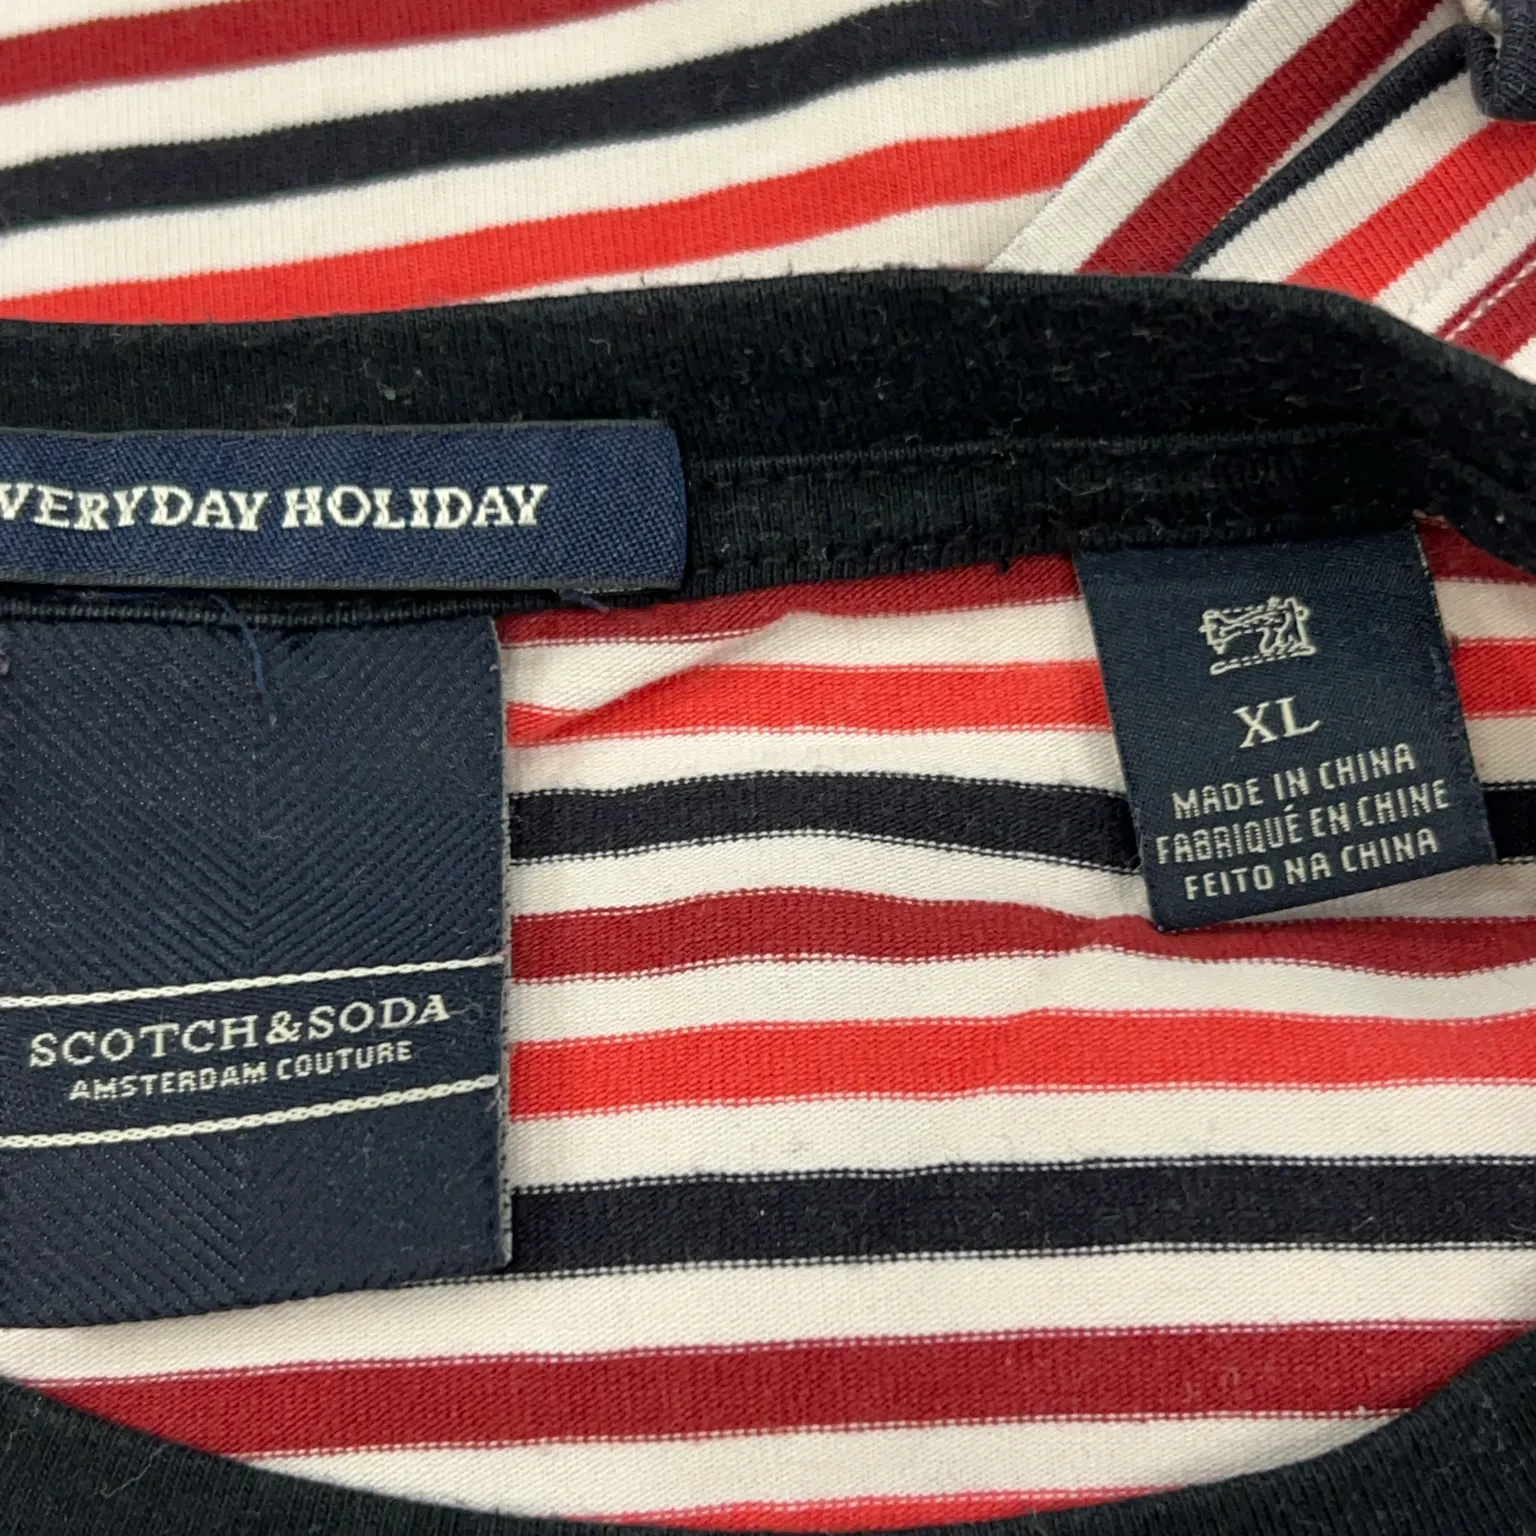 VERYDAY HOLIDAY
SCOTCH&SODA
AMSTERDAM COUTURE
XL
MADE IN CHINA
FABRIQUÉ EN CHINE
FEITO NA CHINA